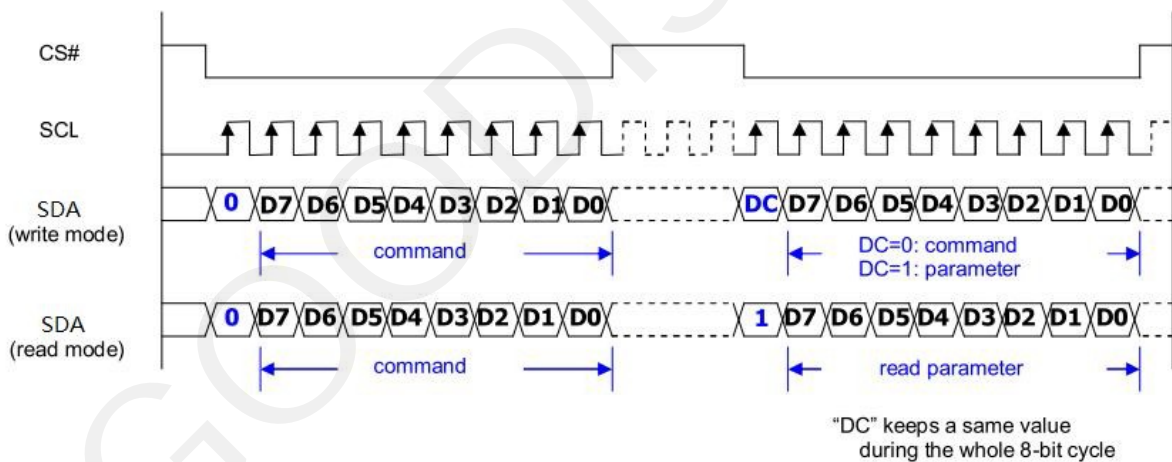 CS#
SCL
SDA
(write mode)
0 D7 D6 D5 D4 D3 D2 D1 D0
DC D7 D6 D5 D4 D3 D2 D1 D0
command
DC=0: command
DC=1: parameter
SDA
(read mode)
0 D7 D6 D5 D4 D3 D2 D1 D0
1 D7 D6 D5 D4 D3 D2 D1 D0
command
read parameter
“DC” keeps a same value
during the whole 8-bit cycle
GOODIS